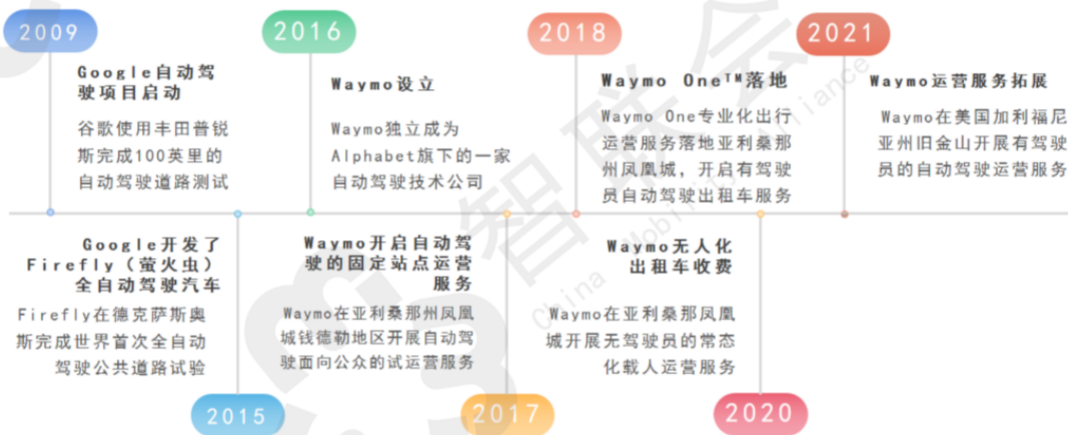 2009
Google自动驾
驶项目启动
谷歌使用丰田普锐
斯完成100英里的
自动驾驶道路测试
2016
Waymo设立
Waymo独立成为
Alphabet旗下的一家
自动驾驶技术公司
2018
Waymo One™落地
Waymo One专业化出行
运营服务落地亚利桑那
州凤凰城，开启有驾驶
员自动驾驶出租车服务
2021
Waymo运营服务拓展
Waymo在美国加利福尼
亚州旧金山开展有驾驶
员的自动驾驶运营服务
Google开发了
Firefly（萤火虫）
全自动驾驶汽车
Firefly在德克萨斯奥
斯完成世界首次全自动
驾驶公共道路试验
2015
Waymo开启自动驾
驶的固定站点运营
服务
Waymo在亚利桑那州凤凰
城钱德勒地区开展自动驾
驶面向公众的试运营服务
2017
Waymo无人化
出租车收费
Waymo在亚利桑那凤凰
城开展无驾驶员的常态
化载人运营服务
2020
智联会
China Mobility Alliance